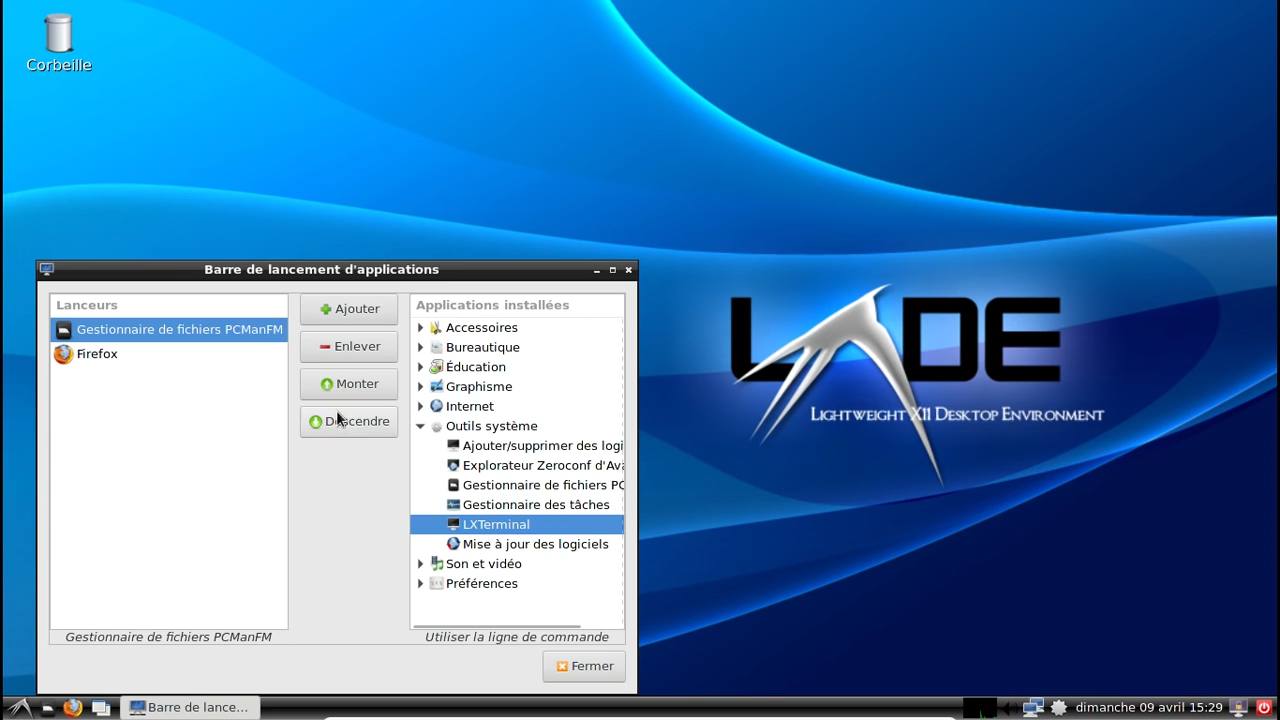 Corbeille
Barre de lancement d'applications
Lanceurs
Gestionnaire de fichiers PCManFM
Firefox
Gestionnaire de fichiers PCManFM
Ajouter
Enlever
Monter
Descendre
Applications installées
Accessoires
Bureautique
Éducation
Graphisme
Internet
Outils système
Ajouter/supprimer des logi
Explorateur Zeroconf d'Ava
Gestionnaire de fichiers PC
Gestionnaire des tâches
LXTerminal
Mise à jour des logiciels
Son et vidéo
Préférences
Utiliser la ligne de commande
Fermer
LXDE
Lightweight X11 Desktop Environment
Barre de lance...
dimanche 09 avril 15:29